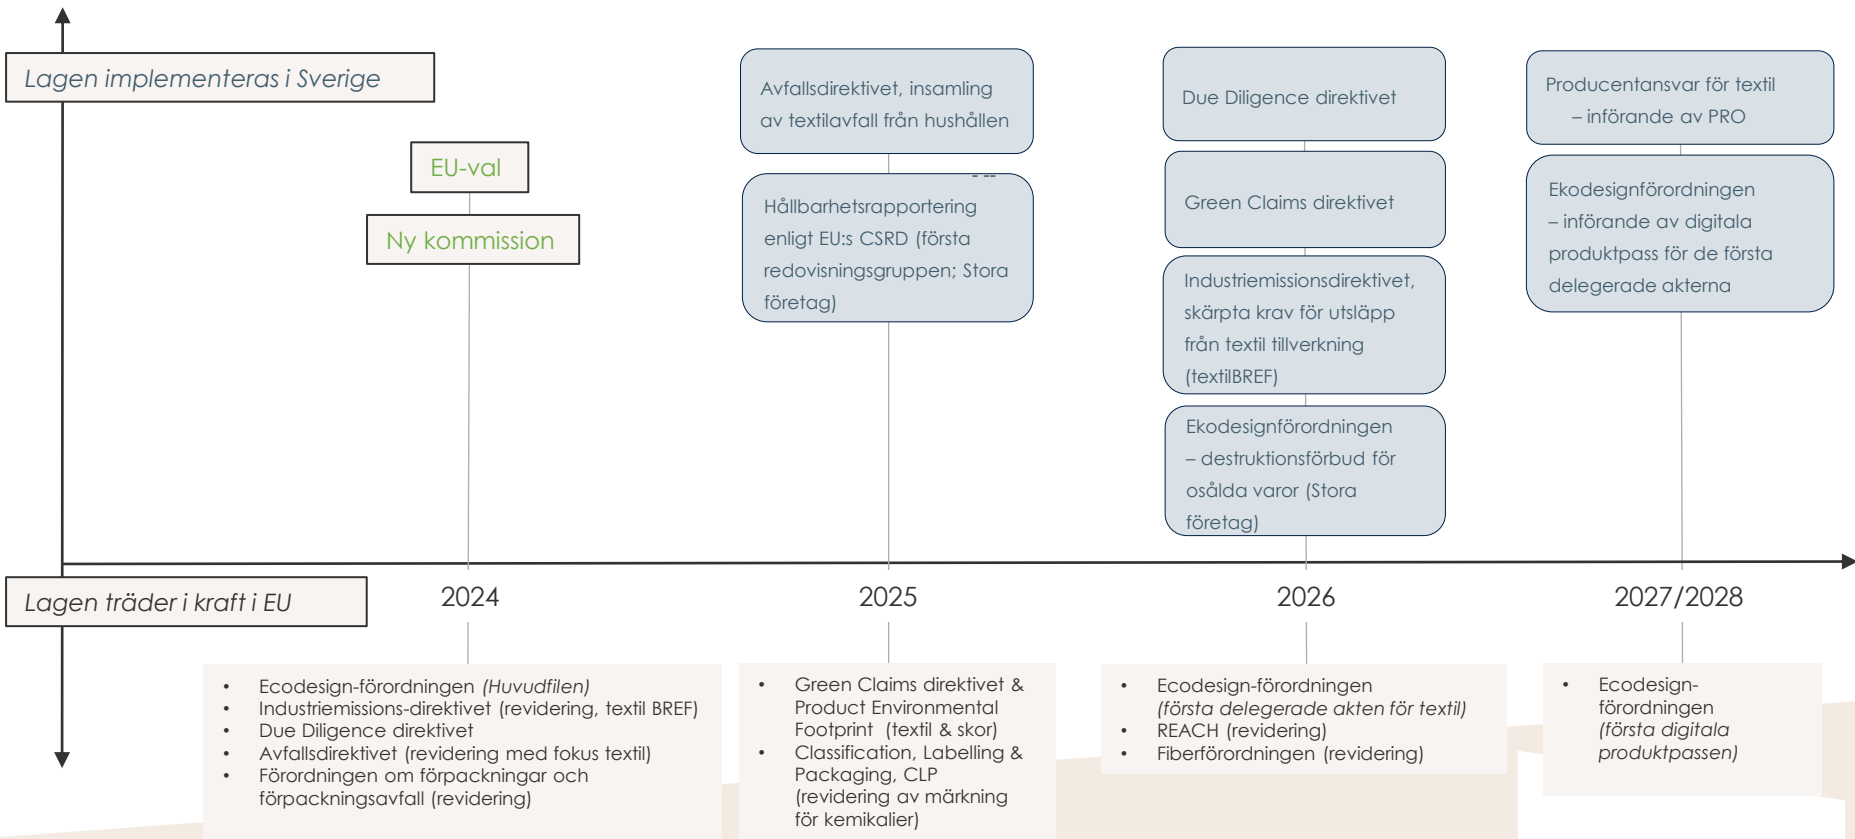 Lagen implementeras i Sverige
EU-val
Ny kommission
Avfallsdirektivet, insamling
av textilavfall från hushållen
Hållbarhetsrapportering
enligt EU:s CSRD (första
redovisningsgruppen; Stora
företag)
Due Diligence direktivet
Green Claims direktivet
Industriemissionsdirektivet,
skärpta krav för utsläpp
från textil tillverkning
(textilBREF)
Ekodesignförordningen
– destruktionsförbud för
osålda varor (Stora
företag)
Producentansvar för textil
– införande av PRO
Ekodesignförordningen
– införande av digitala
produktpass för de första
delegerade akterna
Lagen träder i kraft i EU
2024
2025
2026
2027/2028
• Ecodesign-förordningen (Huvudfilen)
• Industriemissions-direktivet (revidering, textil BREF)
• Due Diligence direktivet
• Avfallsdirektivet (revidering med fokus textil)
• Förordningen om förpackningar och
förpackningsavfall (revidering)
• Green Claims direktivet &
Product Environmental
Footprint (textil & skor)
• Classification, Labelling &
Packaging, CLP
(revidering av märkning
för kemikalier)
• Ecodesign-förordningen
(första delegerade akten för textil)
• REACH (revidering)
• Fiberförordningen (revidering)
• Ecodesign-
förordningen
(första digitala
produktpassen)